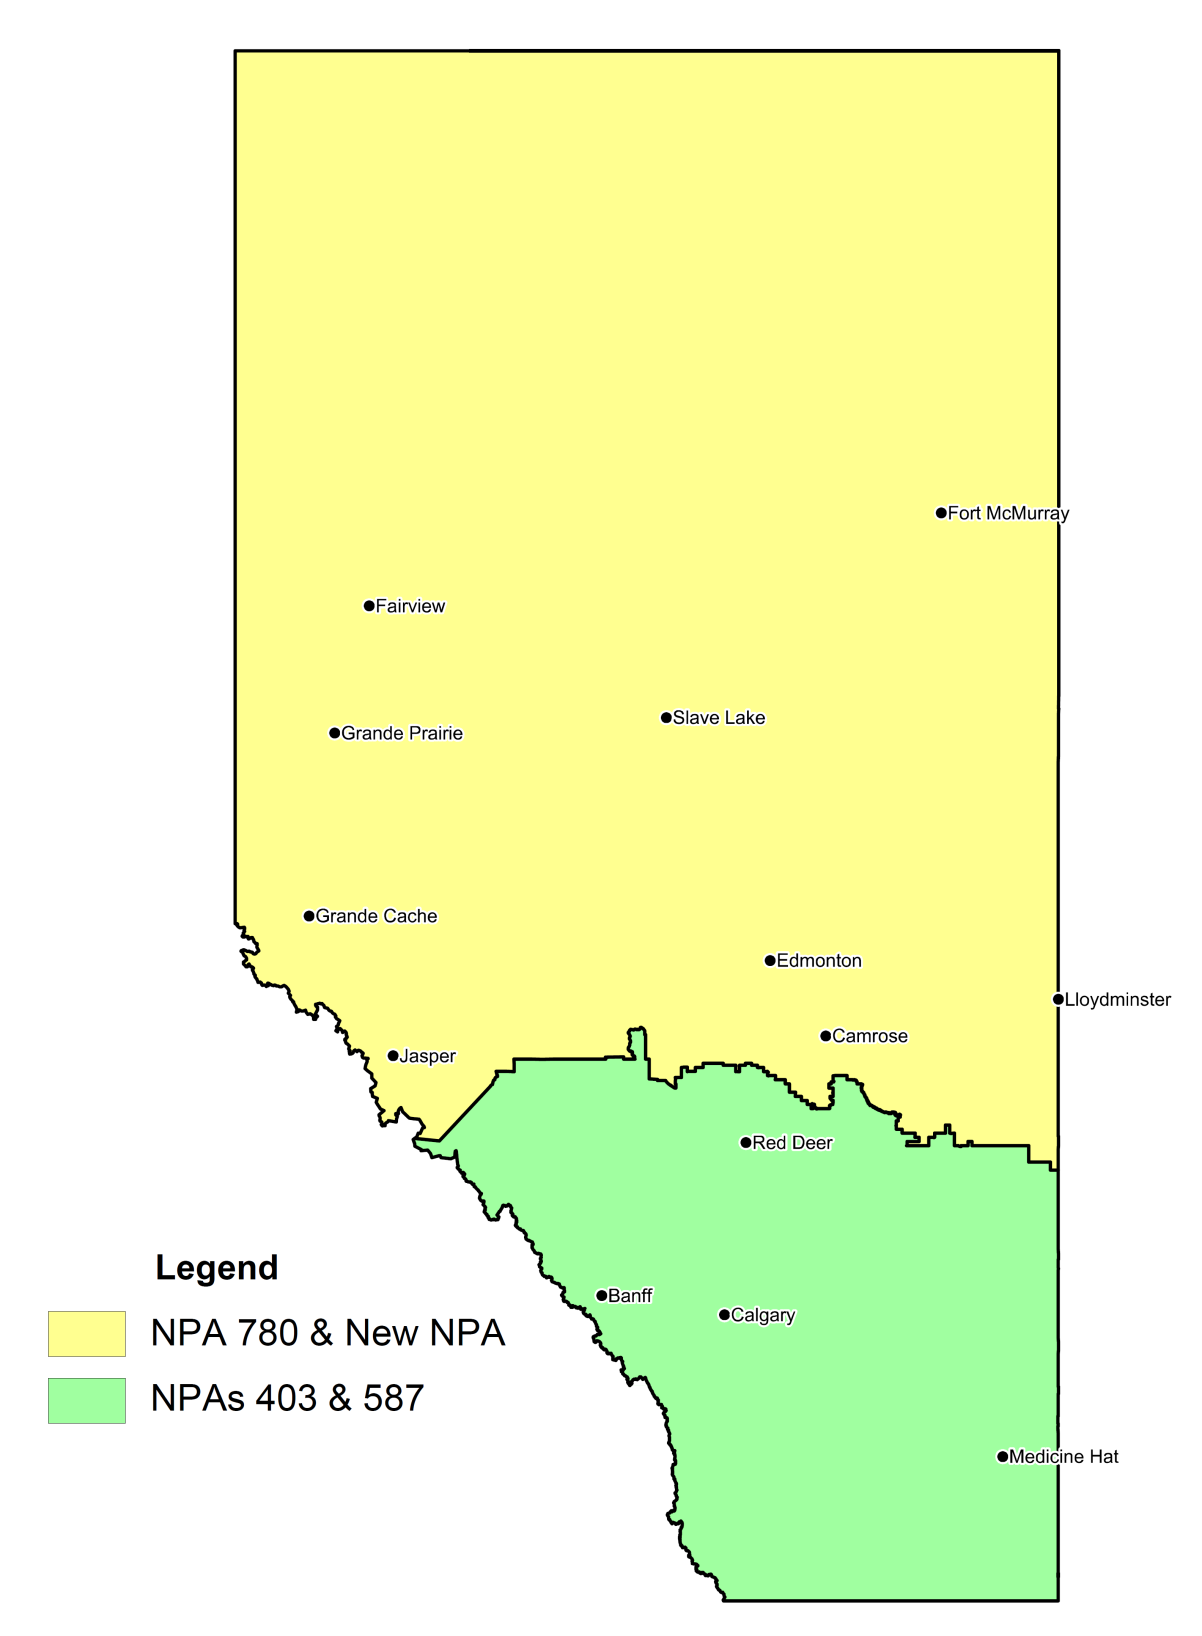 Fort McMurray
Fairview
Slave Lake
Grande Prairie
Grande Cache
Edmonton
Lloydminster
Camrose
Jasper
Red Deer
Banff
Calgary
Medicine Hat
Legend
NPA 780 & New NPA
NPAs 403 & 587